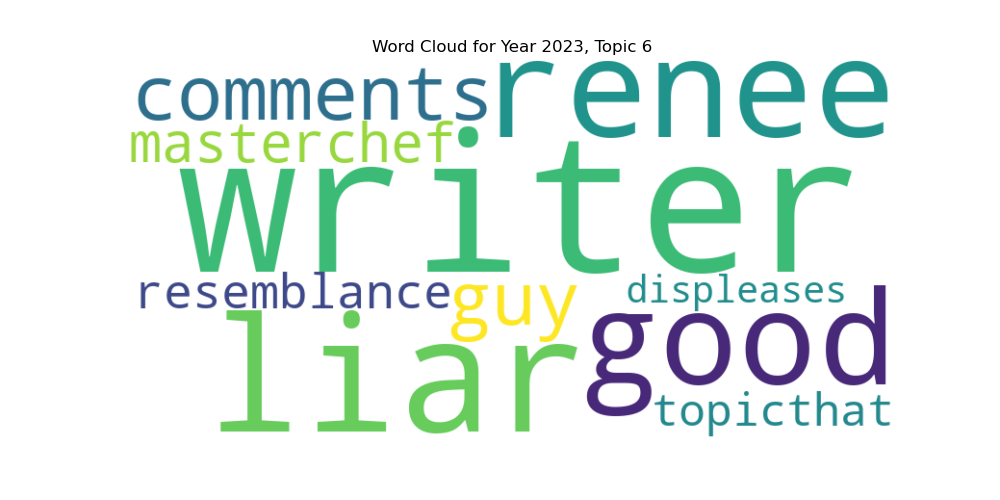 Word Cloud for Year 2023, Topic 6
comments renee
masterchef
writer
resemblance guy displeases
liar good
topicthat